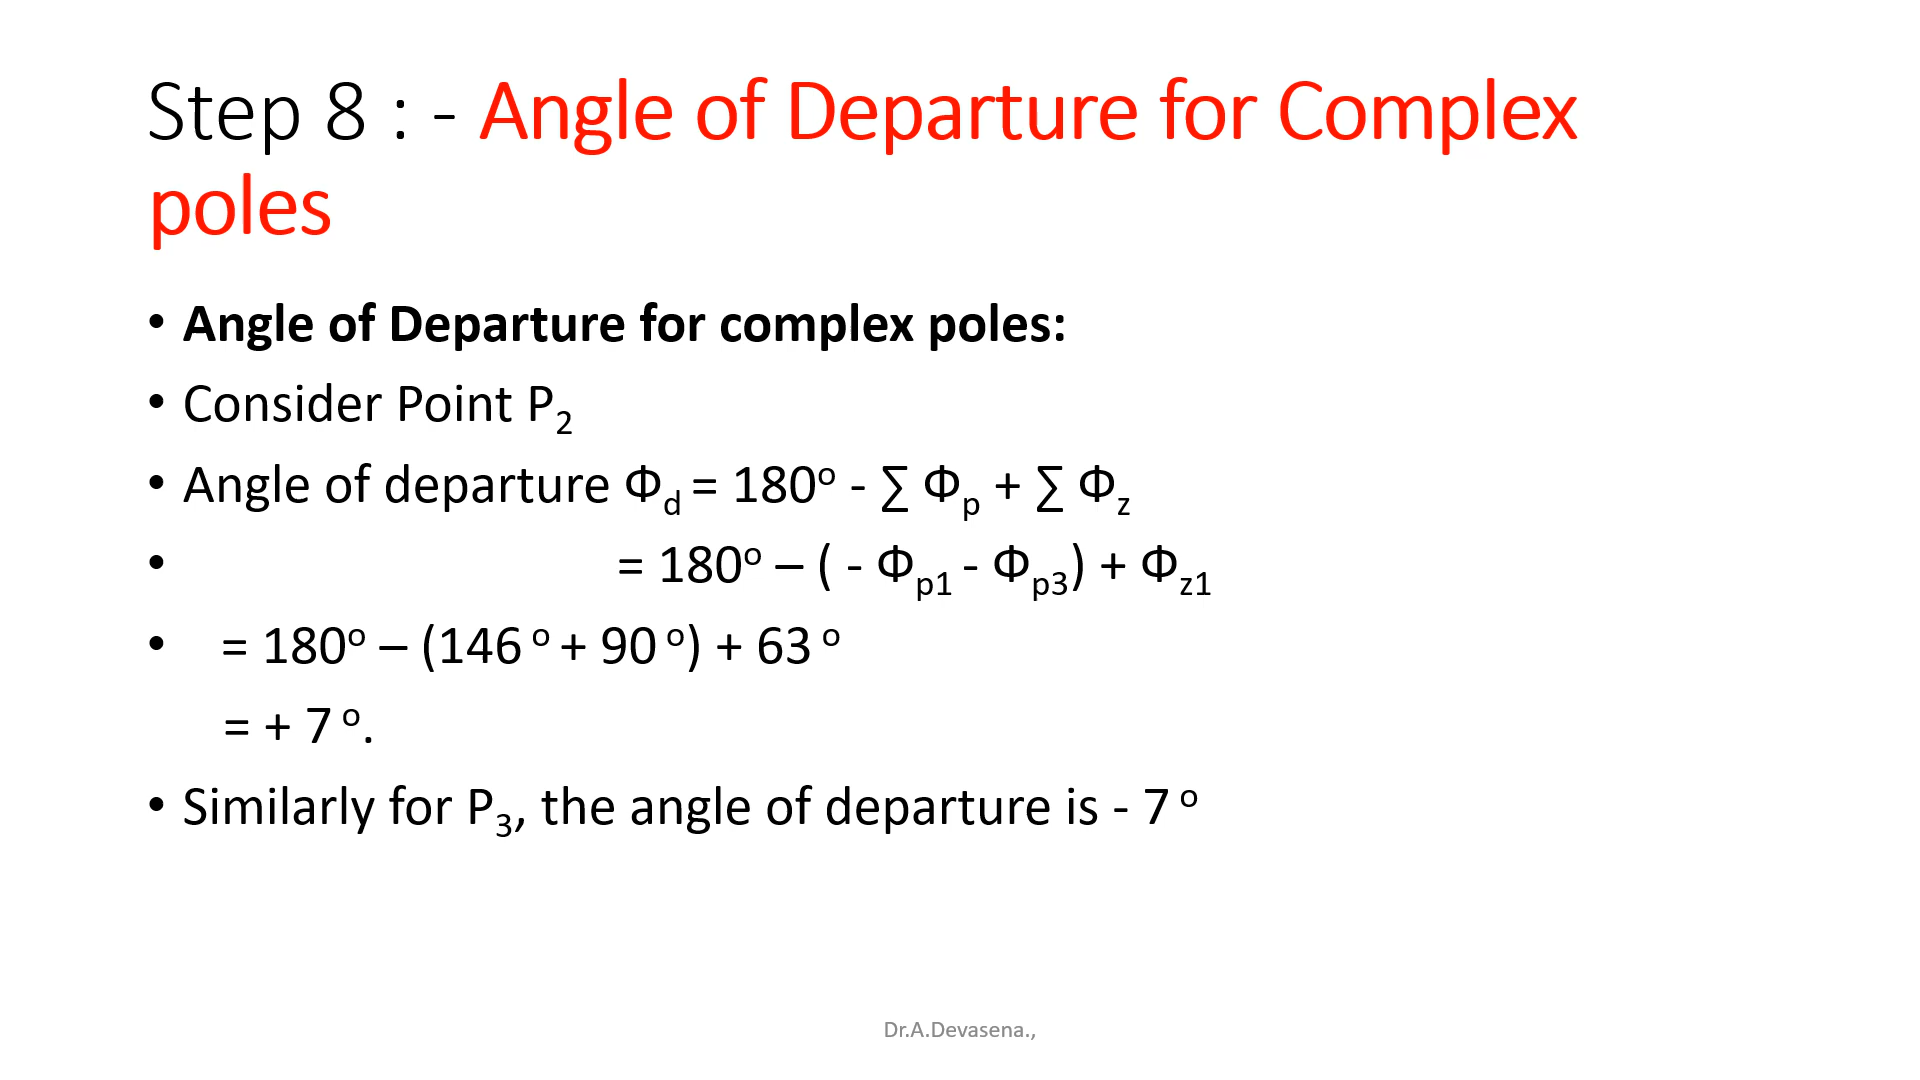 Step 8 : - Angle of Departure for Complex
poles
• Angle of Departure for complex poles:
• Consider Point P₂
• Angle of departure Φd = 180º - ∑ Φp + ∑ Φz
• = 180º – ( - Φp1 - Φp3) + Φz1
• = 180º – (146 º + 90 º) + 63 º
= + 7 º.
• Similarly for P₃, the angle of departure is - 7 º
Dr.A.Devasena.,